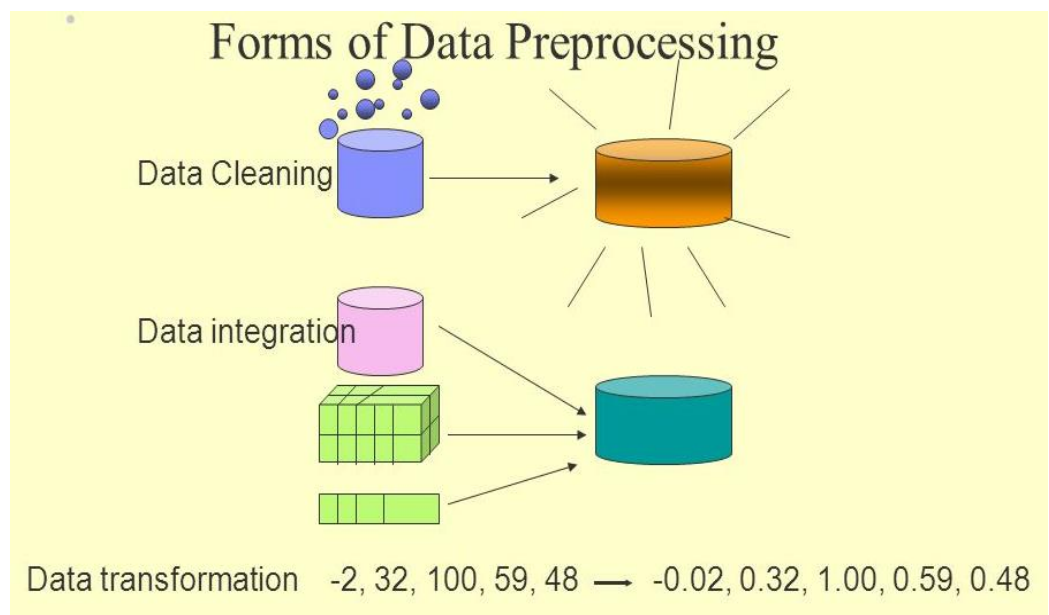 Forms of Data Preprocessing
Data Cleaning
Data integration
Data transformation -2, 32, 100, 59, 48 → -0.02, 0.32, 1.00, 0.59, 0.48